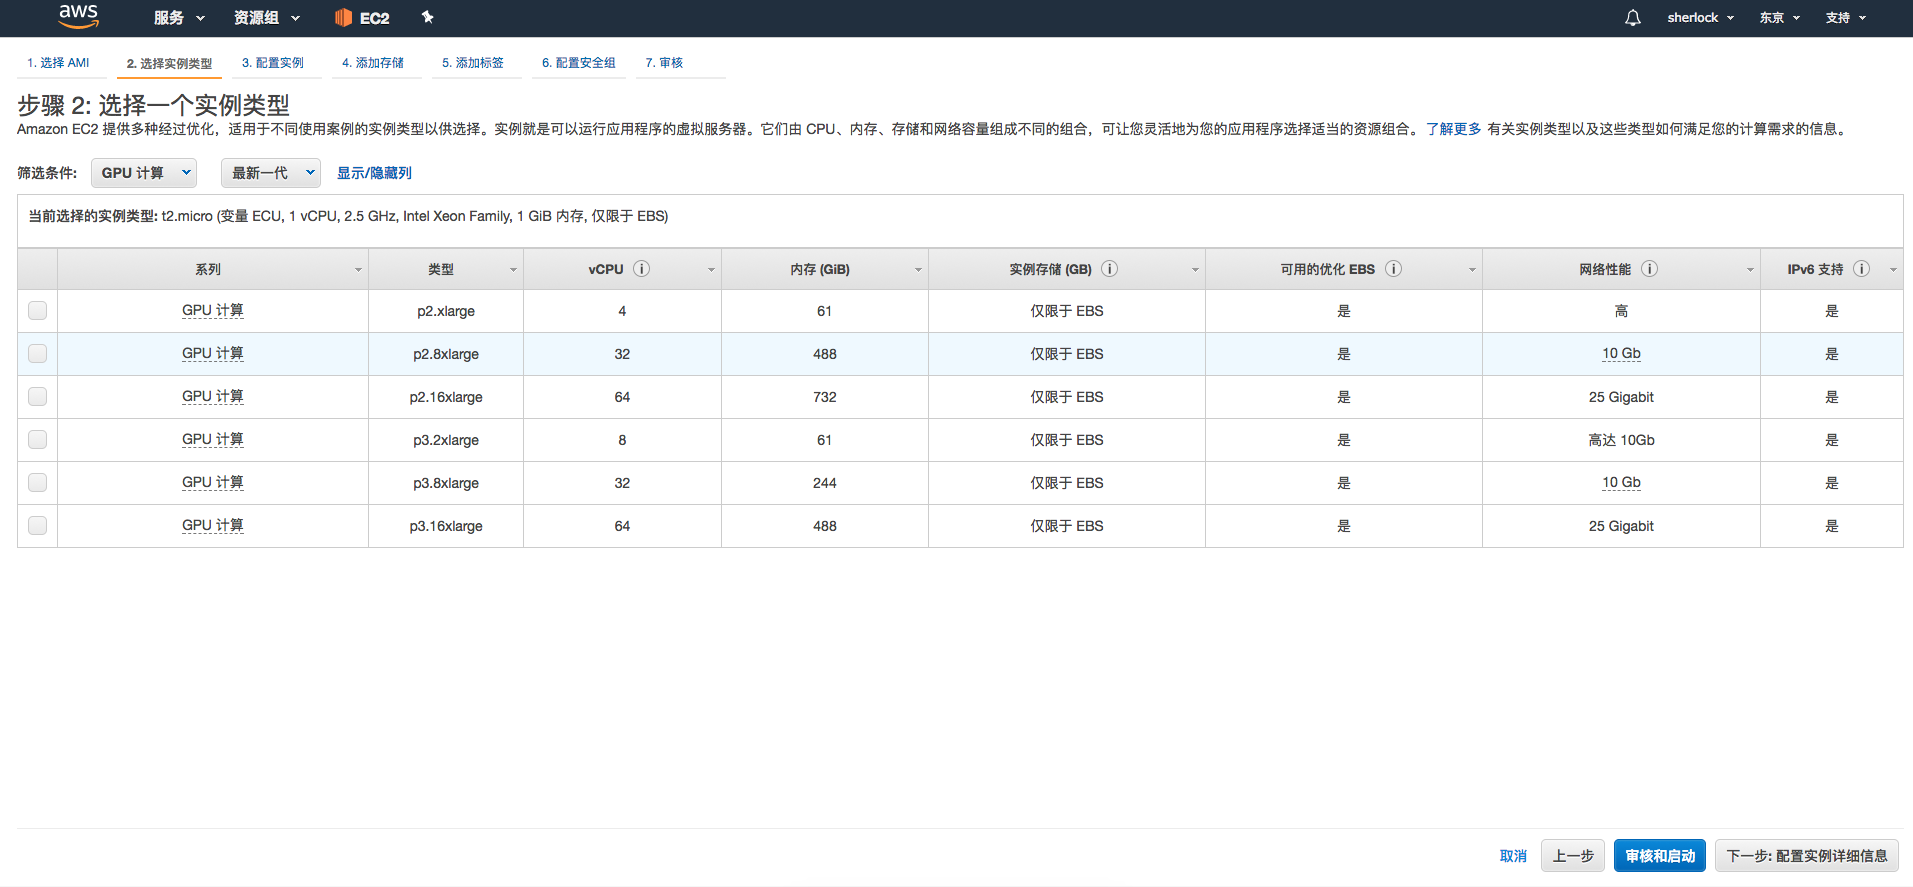 aws 服务 资源组 EC2 sherlock 东京 支持
1. 选择 AMI 2. 选择实例类型 3. 配置实例 4. 添加存储 5. 添加标签 6. 配置安全组 7. 审核
步骤 2: 选择一个实例类型
Amazon EC2 提供多种经过优化，适用于不同使用案例的实例类型以供选择。实例就是可以运行应用程序的虚拟服务器。它们由 CPU、内存、存储和网络容量组成不同的组合，可让您灵活地为您的应用程序选择适当的资源组合。 了解更多 有关实例类型以及这些类型如何满足您的计算需求的信息。
筛选条件: GPU 计算 最新一代 显示/隐藏列
当前选择的实例类型: t2.micro (变量 ECU, 1 vCPU, 2.5 GHz, Intel Xeon Family, 1 GiB 内存, 仅限于 EBS)
系列 类型 vCPU i 内存 (GiB) 实例存储 (GB) i 可用的优化 EBS i 网络性能 i IPv6 支持 i
GPU 计算 p2.xlarge 4 61 仅限于 EBS 是 高 是
GPU 计算 p2.8xlarge 32 488 仅限于 EBS 是 10 Gb 是
GPU 计算 p2.16xlarge 64 732 仅限于 EBS 是 25 Gigabit 是
GPU 计算 p3.2xlarge 8 61 仅限于 EBS 是 高达 10Gb 是
GPU 计算 p3.8xlarge 32 244 仅限于 EBS 是 10 Gb 是
GPU 计算 p3.16xlarge 64 488 仅限于 EBS 是 25 Gigabit 是
取消 上一步 审核和启动 下一步: 配置实例详细信息